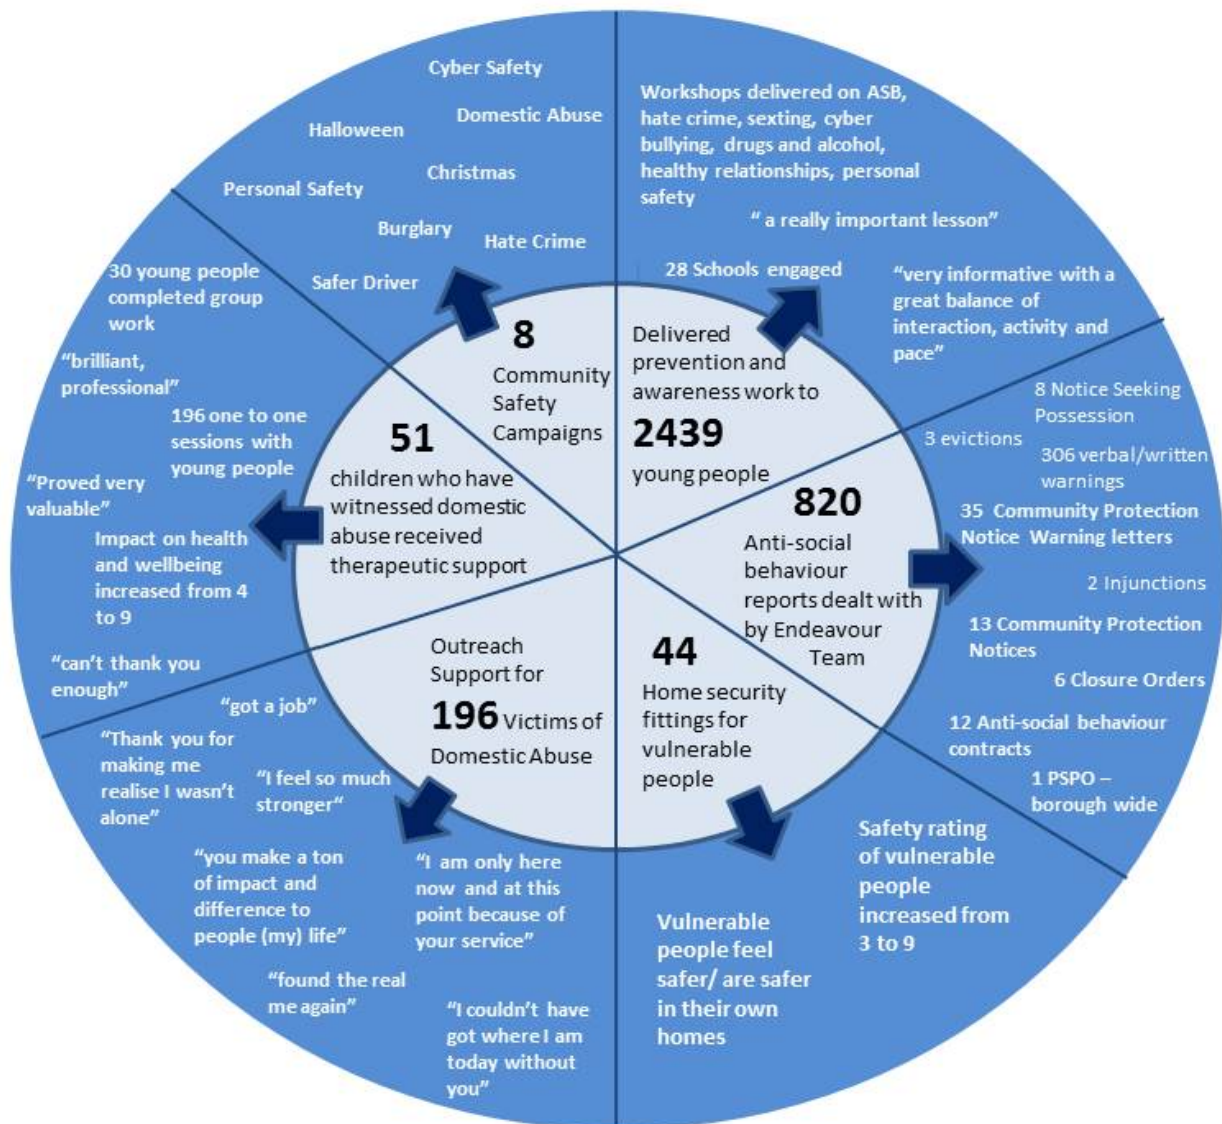 Cyber Safety
Domestic Abuse
Halloween
Christmas
Personal Safety
Burglary
Hate Crime
Safer Driver
8
Community
Safety
Campaigns
Workshops delivered on ASB,
hate crime, sexting, cyber
bullying, drugs and alcohol,
healthy relationships, personal
safety
“ a really important lesson”
28 Schools engaged
“very informative with a
great balance of
interaction, activity and
pace”
Delivered
prevention and
awareness work to
2439
young people
8 Notice Seeking
Possession
3 evictions
306 verbal/written
warnings
35 Community Protection
Notice Warning letters
2 Injunctions
13 Community Protection
Notices
6 Closure Orders
12 Anti-social behaviour
contracts
1 PSPO –
borough wide
820
Anti-social
behaviour
reports dealt with
by Endeavour
Team
44
Home security
fittings for
vulnerable
people
Safety rating
of vulnerable
people
increased from
3 to 9
Vulnerable
people feel
safer/ are safer
in their own
homes
Outreach
Support for
196 Victims of
Domestic Abuse
“got a job”
“Thank you for
making me
realise I wasn’t
alone”
“I feel so much
stronger“
“you make a ton
of impact and
difference to
people (my) life”
“I am only here
now and at this
point because of
your service”
“found the real
me again”
“I couldn’t have
got where I am
today without
you”
51
children who have
witnessed domestic
abuse received
therapeutic support
30 young people
completed group
work
“brilliant,
professional”
196 one to one
sessions with
young people
“Proved very
valuable”
Impact on health
and wellbeing
increased from 4
to 9
“can’t thank you
enough”